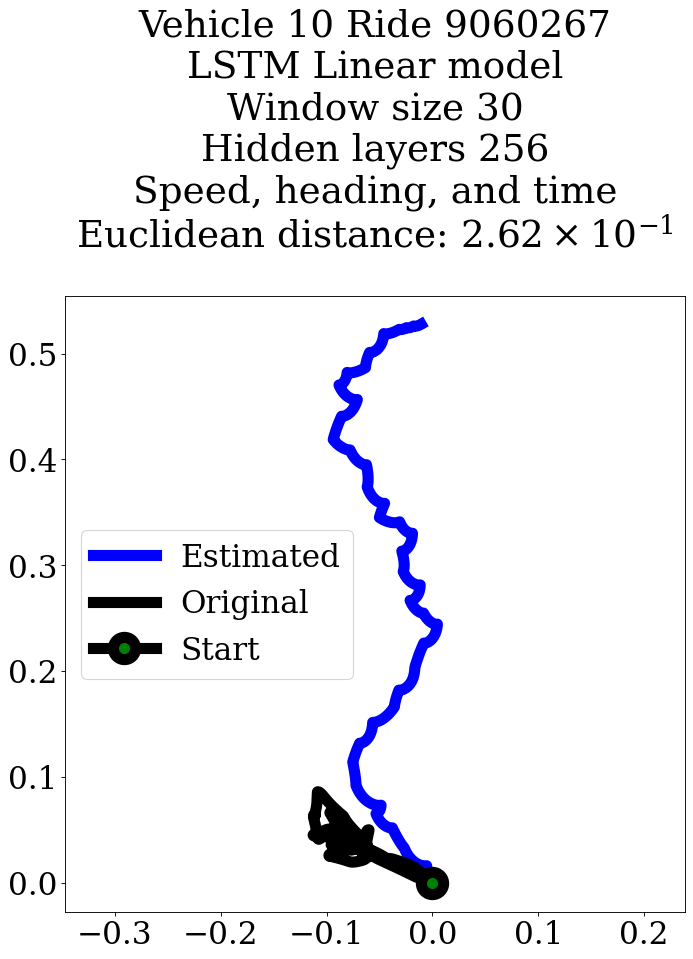 Vehicle 10 Ride 9060267
LSTM Linear model
Window size 30
Hidden layers 256
Speed, heading, and time
Euclidean distance: 2.62 × 10⁻¹
0.5
0.4
0.3
0.2
0.1
0.0
Estimated
Original
Start
−0.3 −0.2 −0.1 0.0 0.1 0.2